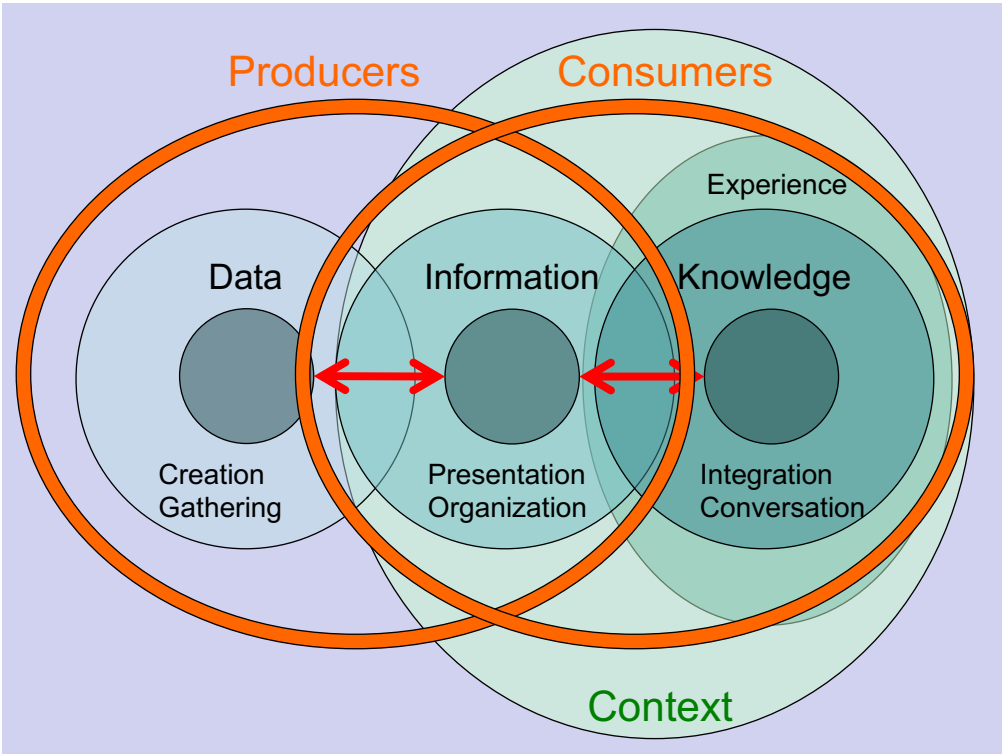 Producers
Consumers
Experience
Data
Information
Knowledge
Creation
Gathering
Presentation
Organization
Integration
Conversation
Context